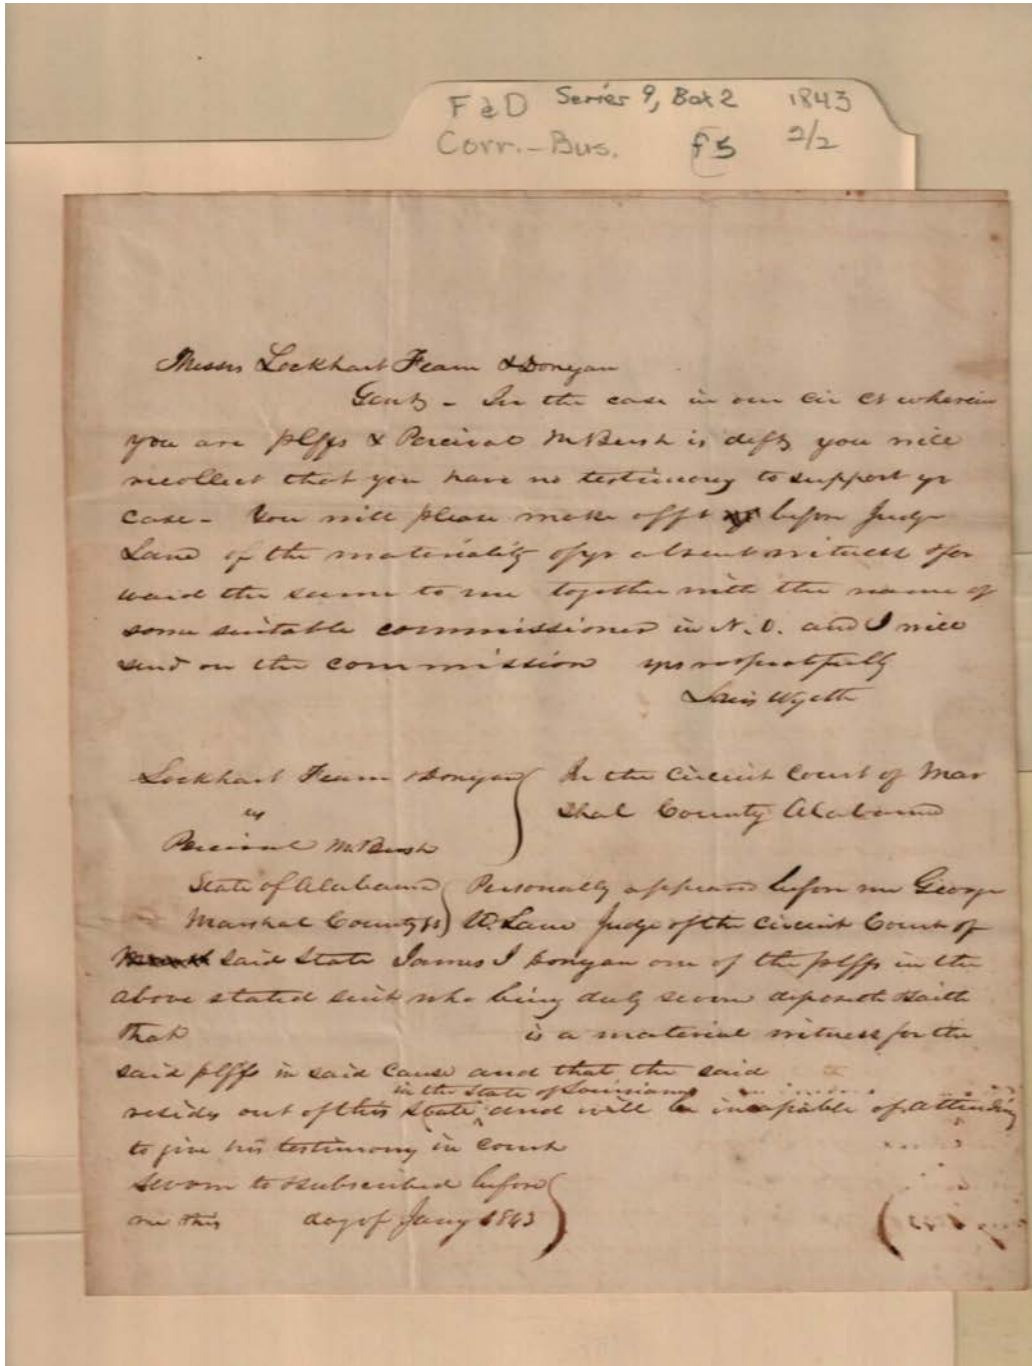 F & D Series 9, Box 2 1843
Corr.-Bus. f5 2/2
Messrs Lockhart Fearn & Donegan
Gents - In the case in our Cir Ct wherein
you are plffs & Percival McBush is deft you will
recollect that you have no testimony to support yr
case - You will please make afft before Judge
Lane of the materiality of yr absent witness & for
ward the same to me together with the name of
some suitable commissioner in N. O. and I will
send on the commission yrs respectfully
Louis Wyeth
Lockhart Fearn & Donegan ) In the Circuit Court of Mar
vs shal County Alabama
Percival McBush
State of Alabama ) Personally appeared before me George
Marshal County ss ) W. Lane Judge of the Circuit Court of
said State James J Donegan one of the plffs in the
above stated suit who being duly sworn deposeth & saith
that is a material witness for the
said plffs in said cause and that the said
in the State of Louisiana
resides out of this State and will be incapable of attending
to give his testimony in Court
sworn to & subscribed before
me this day of Jany 1843 )